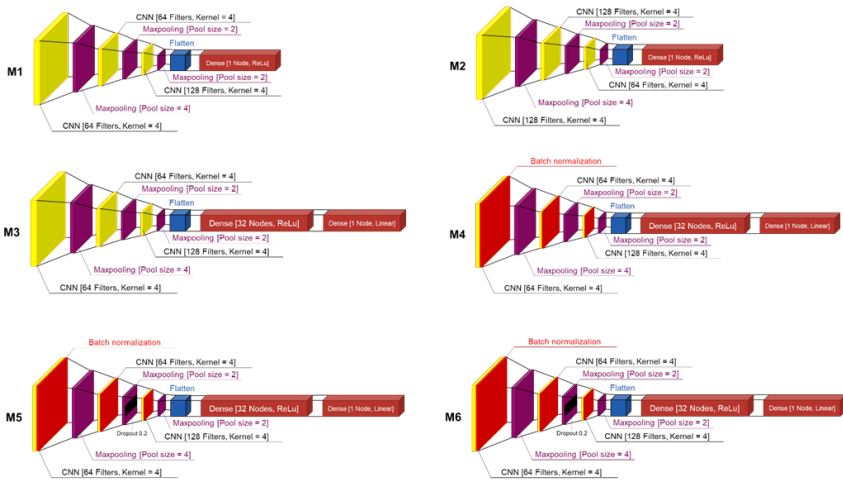 M1
CNN [64 Filters, Kernel = 4]
Maxpooling [Pool size = 2]
Flatten
Dense [1 Node, ReLu]
Maxpooling [Pool size = 2]
CNN [128 Filters, Kernel = 4]
Maxpooling [Pool size = 4]
CNN [64 Filters, Kernel = 4]
M2
CNN [128 Filters, Kernel = 4]
Maxpooling [Pool size = 2]
Flatten
Dense [1 Node, ReLu]
Maxpooling [Pool size = 2]
CNN [64 Filters, Kernel = 4]
Maxpooling [Pool size = 4]
CNN [128 Filters, Kernel = 4]
M3
CNN [64 Filters, Kernel = 4]
Maxpooling [Pool size = 2]
Flatten
Dense [32 Nodes, ReLu]
Dense [1 Node, Linear]
Maxpooling [Pool size = 2]
CNN [128 Filters, Kernel = 4]
Maxpooling [Pool size = 4]
CNN [64 Filters, Kernel = 4]
M4
Batch normalization
CNN [64 Filters, Kernel = 4]
Maxpooling [Pool size = 2]
Flatten
Dense [32 Nodes, ReLu]
Dense [1 Node, Linear]
Maxpooling [Pool size = 2]
CNN [128 Filters, Kernel = 4]
Maxpooling [Pool size = 4]
CNN [64 Filters, Kernel = 4]
M5
Batch normalization
CNN [64 Filters, Kernel = 4]
Maxpooling [Pool size = 2]
Flatten
Dense [32 Nodes, ReLu]
Dense [1 Node, Linear]
Maxpooling [Pool size = 2]
Dropout 0.2
CNN [128 Filters, Kernel = 4]
Maxpooling [Pool size = 4]
CNN [64 Filters, Kernel = 4]
M6
Batch normalization
CNN [64 Filters, Kernel = 4]
Maxpooling [Pool size = 2]
Flatten
Dense [32 Nodes, ReLu]
Dense [1 Node, Linear]
Maxpooling [Pool size = 2]
Dropout 0.2
CNN [128 Filters, Kernel = 4]
Maxpooling [Pool size = 4]
CNN [64 Filters, Kernel = 4]